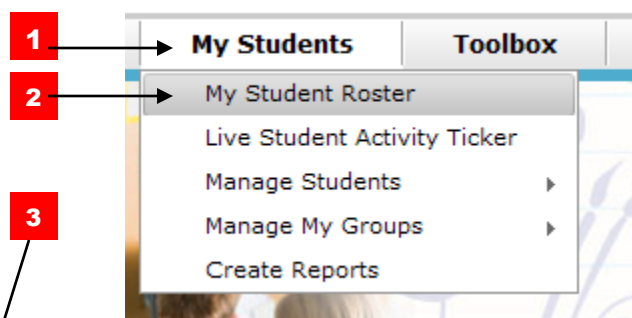 1
My Students Toolbox
2
My Student Roster
Live Student Activity Ticker
Manage Students
3
Manage My Groups
Create Reports